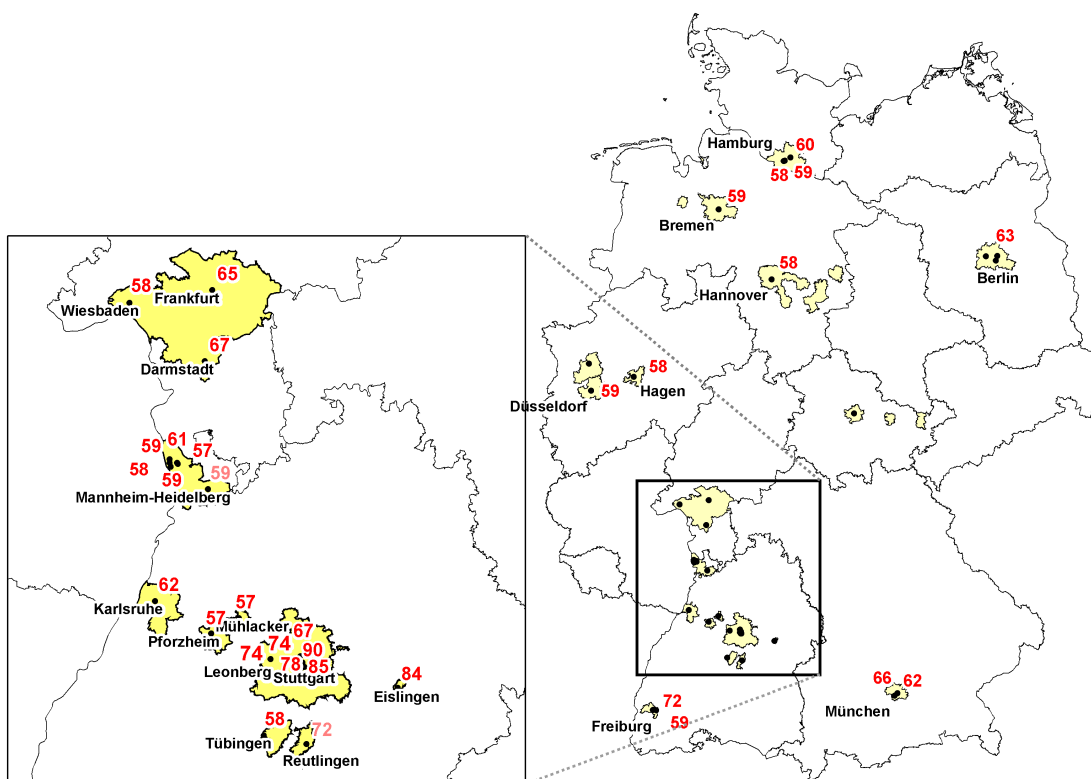 Hamburg
60
58 59
59
Bremen
63
Berlin
58
Hannover
58
Hagen
59
Düsseldorf
65
58
Frankfurt
Wiesbaden
67
Darmstadt
59 61
57
58
59
59
Mannheim-Heidelberg
62
Karlsruhe
57
57
Mühlacker
67
Pforzheim
74
90
74
78 85
Leonberg
Stuttgart
84
Eislingen
58
72
Tübingen
Reutlingen
72
Freiburg
59
66 62
München